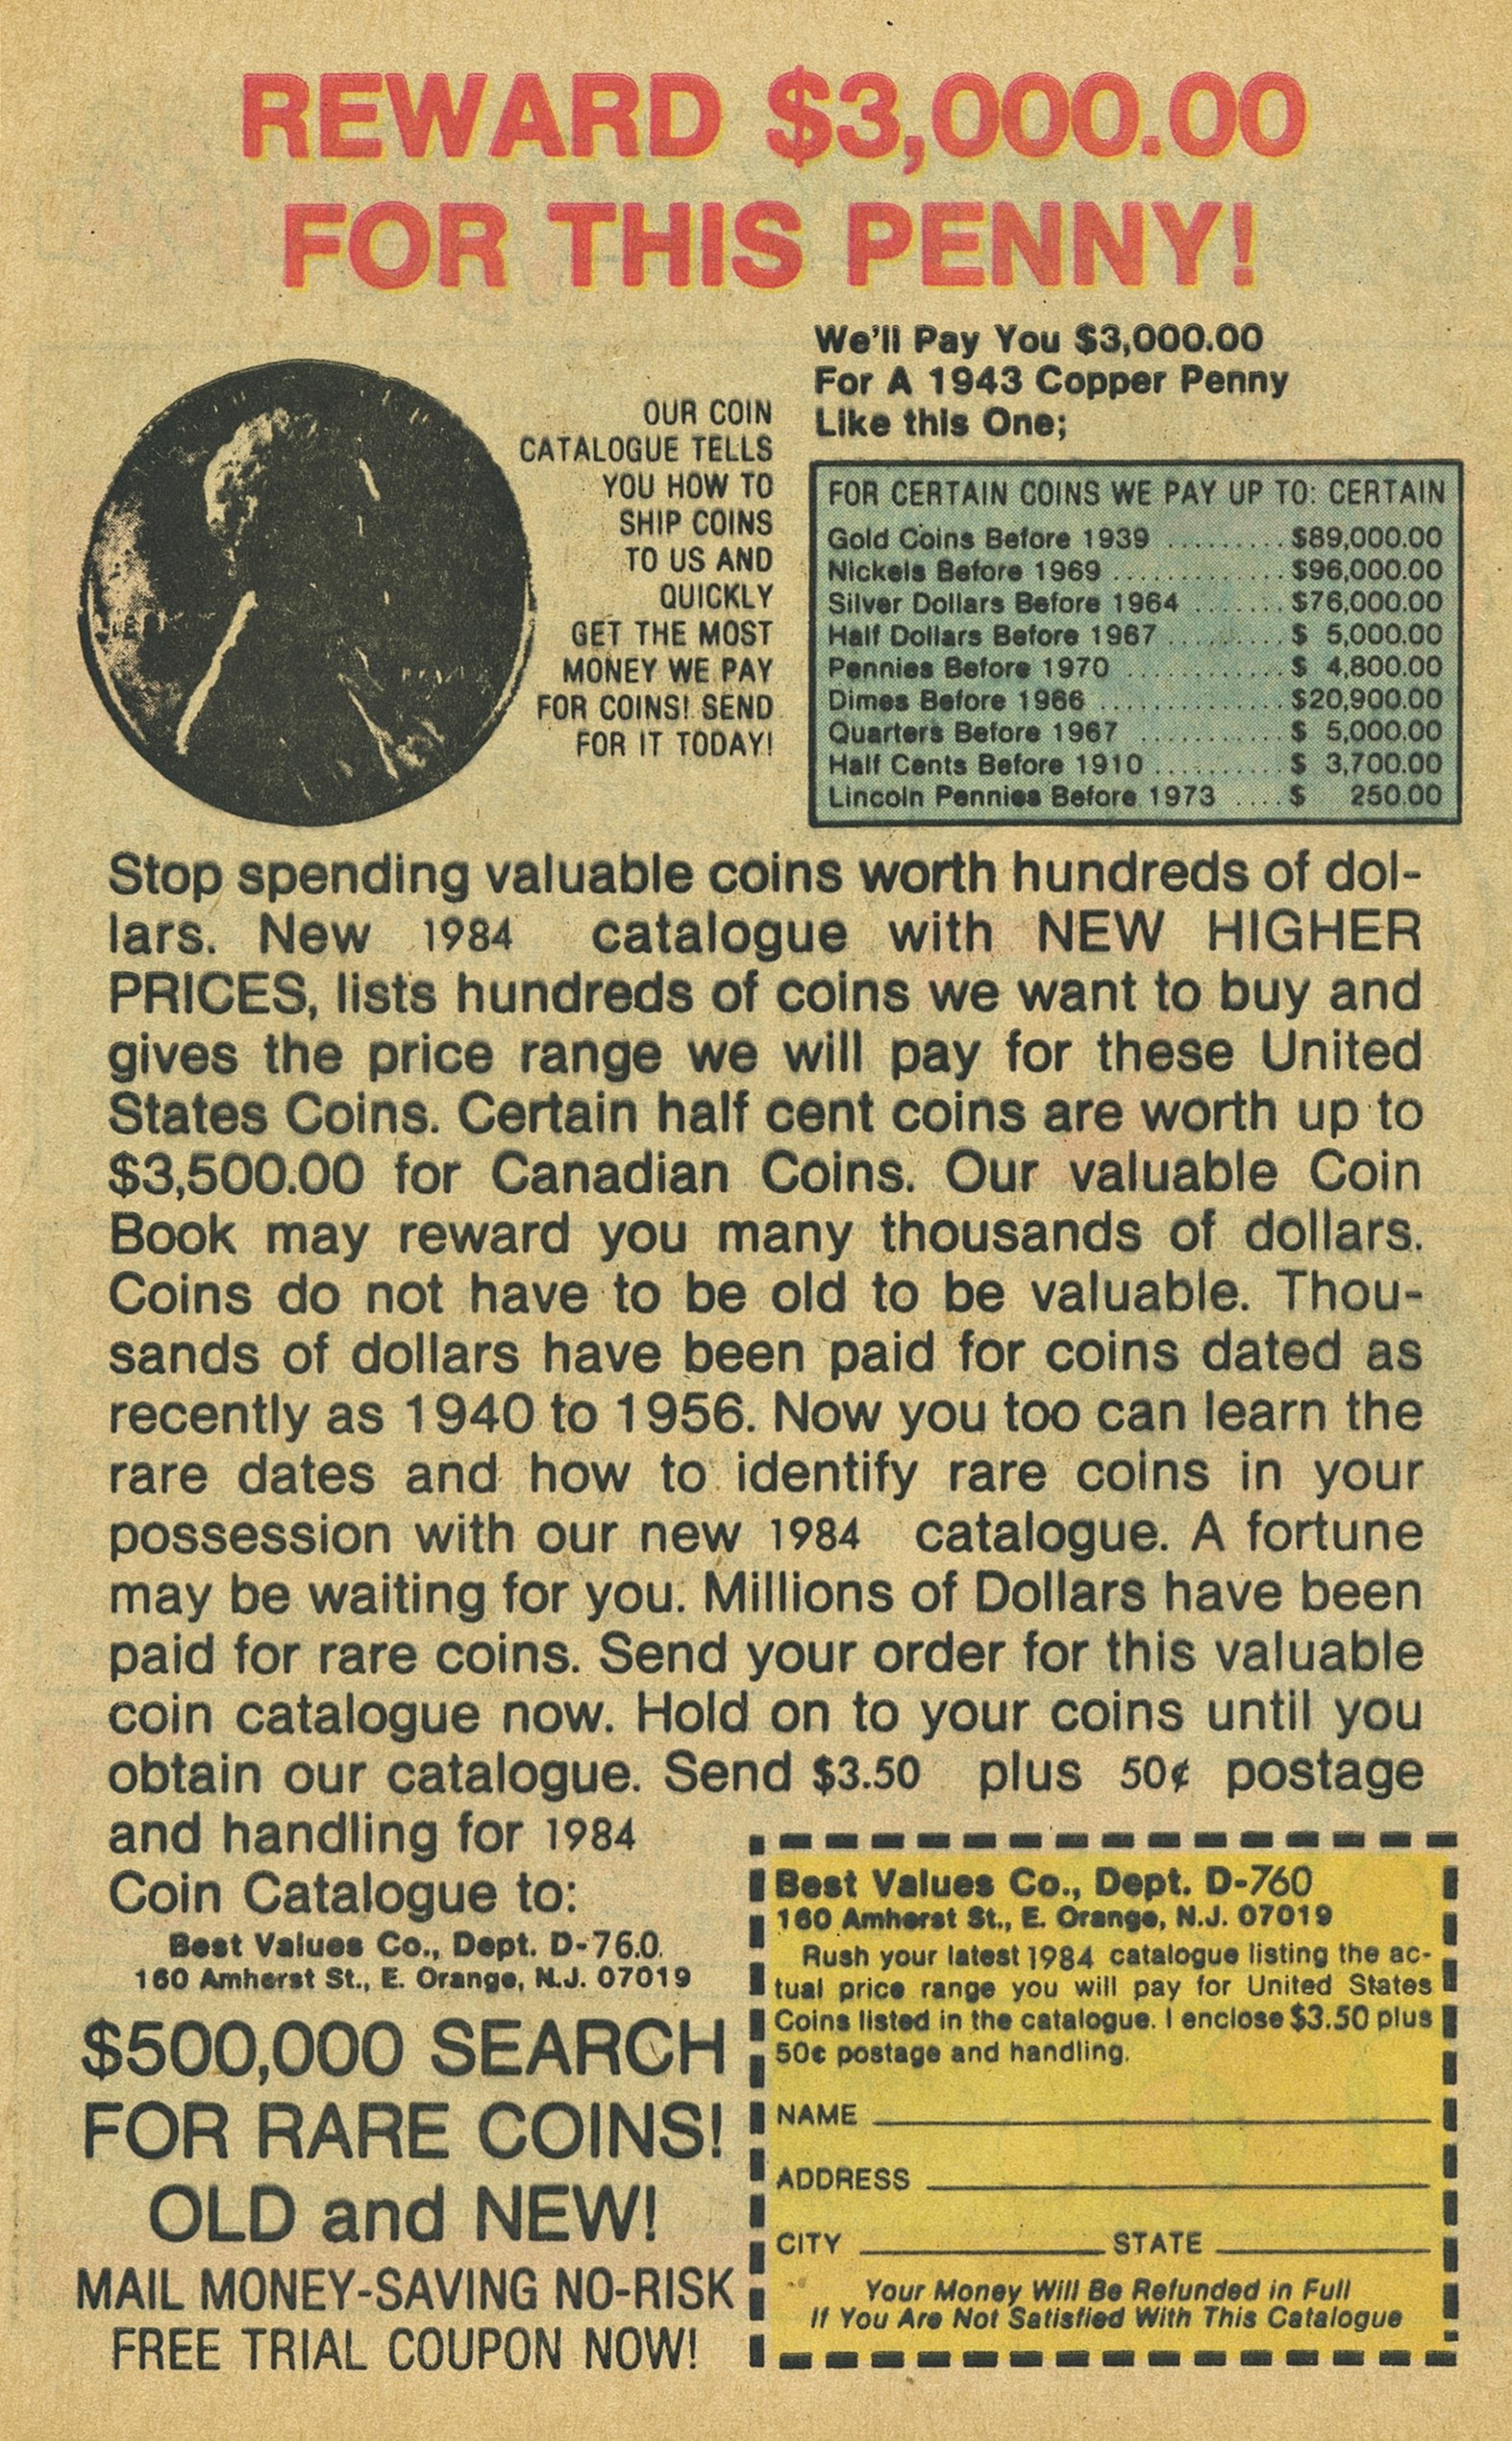 REWARD $3,000.00
FOR THIS PENNY!
OUR COIN
CATALOGUE TELLS
YOU HOW TO
SHIP COINS
TO US AND
QUICKLY
GET THE MOST
MONEY WE PAY
FOR COINS! SEND
FOR IT TODAY!
We'll Pay You $3,000.00
For A 1943 Copper Penny
Like this One;
FOR CERTAIN COINS WE PAY UP TO: CERTAIN
Gold Coins Before 1939 ......... $89,000.00
Nickels Before 1969 ............. $96,000.00
Silver Dollars Before 1964 ....... $76,000.00
Half Dollars Before 1967 ......... $ 5,000.00
Pennies Before 1970 ............ $ 4,800.00
Dimes Before 1966 .............. $20,900.00
Quarters Before 1967 ........... $ 5,000.00
Half Cents Before 1910 .......... $ 3,700.00
Lincoln Pennies Before 1973 .... $ 250.00
Stop spending valuable coins worth hundreds of dol-
lars. New 1984 catalogue with NEW HIGHER
PRICES, lists hundreds of coins we want to buy and
gives the price range we will pay for these United
States Coins. Certain half cent coins are worth up to
$3,500.00 for Canadian Coins. Our valuable Coin
Book may reward you many thousands of dollars.
Coins do not have to be old to be valuable. Thou-
sands of dollars have been paid for coins dated as
recently as 1940 to 1956. Now you too can learn the
rare dates and how to identify rare coins in your
possession with our new 1984 catalogue. A fortune
may be waiting for you. Millions of Dollars have been
paid for rare coins. Send your order for this valuable
coin catalogue now. Hold on to your coins until you
obtain our catalogue. Send $3.50 plus 50¢ postage
and handling for 1984
Coin Catalogue to:
Best Values Co., Dept. D-760
160 Amherst St., E. Orange, N.J. 07019
$500,000 SEARCH
FOR RARE COINS!
OLD and NEW!
MAIL MONEY-SAVING NO-RISK
FREE TRIAL COUPON NOW!
Best Values Co., Dept. D-760
160 Amherst St., E. Orange, N.J. 07019
Rush your latest 1984 catalogue listing the ac-
tual price range you will pay for United States
Coins listed in the catalogue. I enclose $3.50 plus
50¢ postage and handling.
NAME
ADDRESS
CITY STATE
Your Money Will Be Refunded in Full
If You Are Not Satisfied With This Catalogue